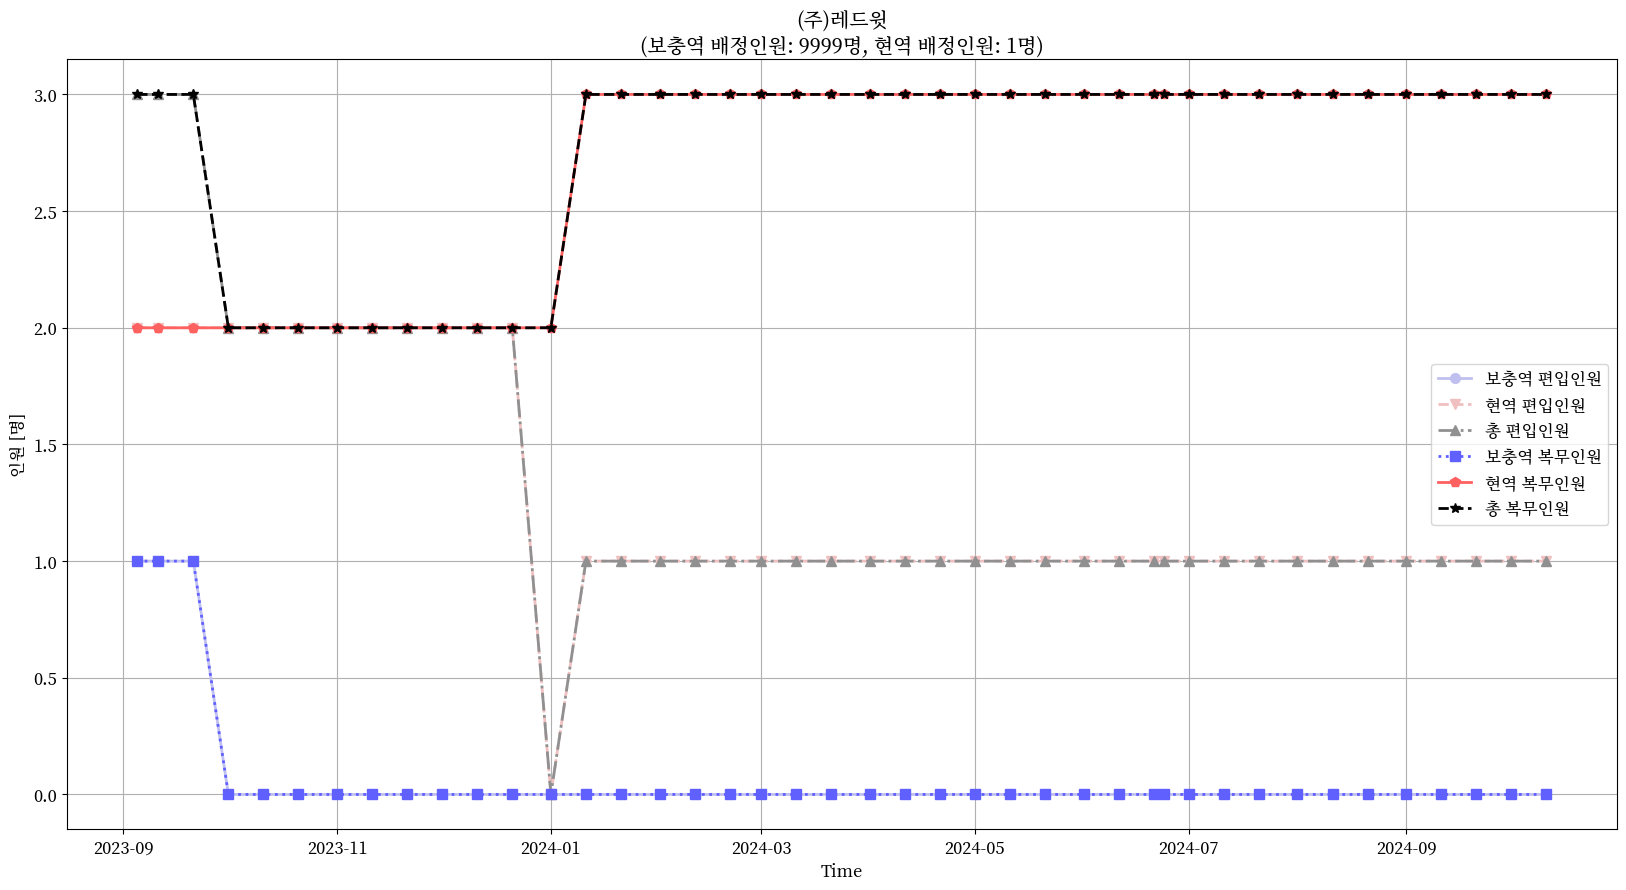 (주)레드윗
(보충역 배정인원: 9999명, 현역 배정인원: 1명)
3.0
2.5
2.0
1.5
1.0
0.5
0.0
인원 [명]
보충역 편입인원
현역 편입인원
총 편입인원
보충역 복무인원
현역 복무인원
총 복무인원
2023-09 2023-11 2024-01 2024-03 2024-05 2024-07 2024-09
Time